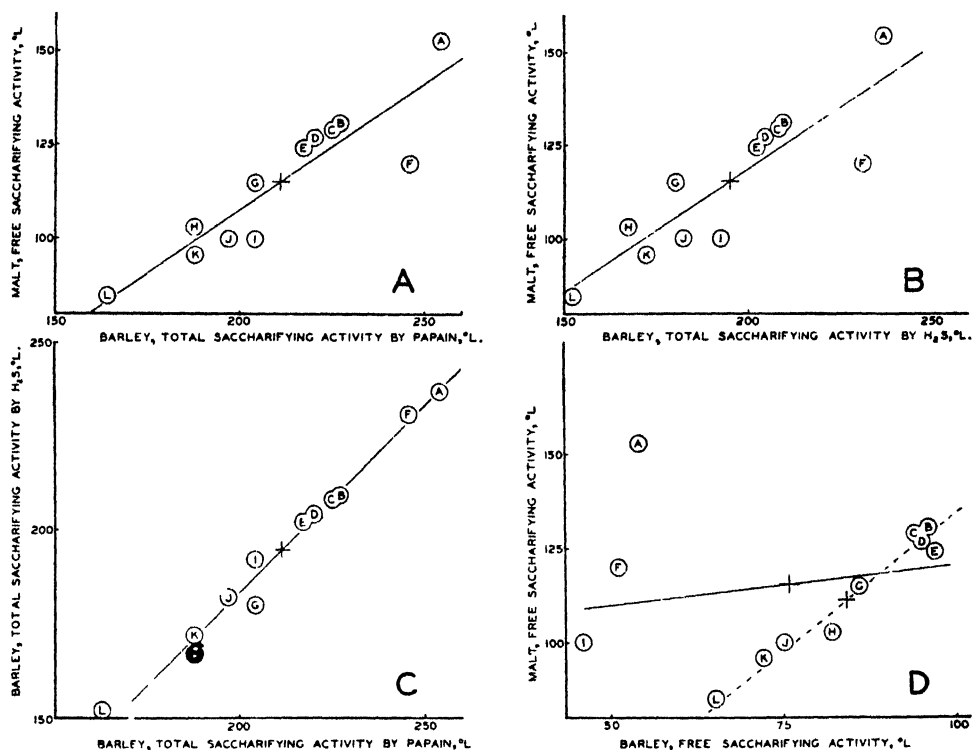 MALT, FREE SACCHARIFYING ACTIVITY, °L
150
125
100
A
B
C
D
E
F
G
H
I
J
K
L
A
150
200
250
BARLEY, TOTAL SACCHARIFYING ACTIVITY BY PAPAIN, °L.
MALT, FREE SACCHARIFYING ACTIVITY, °L
150
125
100
A
B
C
D
E
F
G
H
I
J
K
L
B
150
200
250
BARLEY, TOTAL SACCHARIFYING ACTIVITY BY H₂S, °L.
BARLEY, TOTAL SACCHARIFYING ACTIVITY BY H₂S, °L.
250
200
150
A
F
B
C
D
E
I
J
G
K
L
C
200
250
BARLEY, TOTAL SACCHARIFYING ACTIVITY BY PAPAIN, °L
MALT, FREE SACCHARIFYING ACTIVITY, °L
150
125
100
A
F
I
B
C
D
E
G
H
J
K
L
D
50
75
100
BARLEY, FREE SACCHARIFYING ACTIVITY, °L